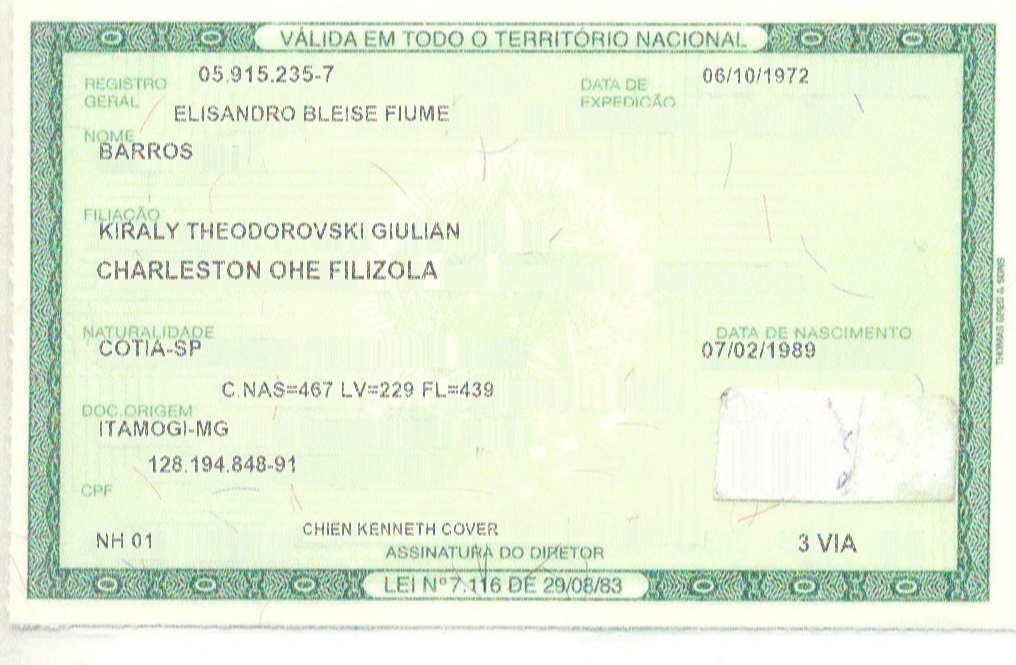 VÁLIDA EM TODO O TERRITÓRIO NACIONAL
REGISTRO GERAL 05.915.235-7 DATA DE EXPEDIÇÃO 06/10/1972
ELISANDRO BLEISE FIUME
NOME
BARROS
FILIAÇÃO
KIRALY THEODOROVSKI GIULIAN
CHARLESTON OHE FILIZOLA
NATURALIDADE DATA DE NASCIMENTO
COTIA-SP 07/02/1989
C.NAS=467 LV=229 FL=439
DOC.ORIGEM
ITAMOGI-MG
128.194.848-91
CPF
CHIEN KENNETH COVER
NH 01 3 VIA
ASSINATURA DO DIRETOR
LEI Nº 7.116 DE 29/08/83
THOMAS GREG & SONS